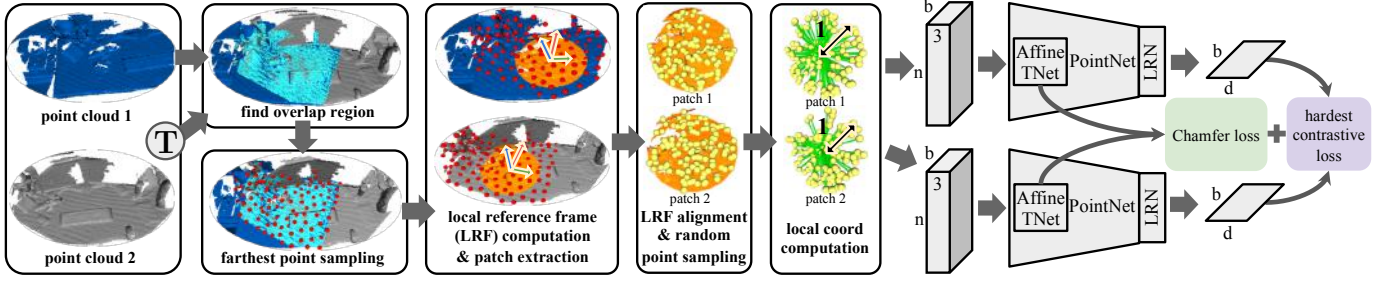 point cloud 1
T
point cloud 2
find overlap region
farthest point sampling
local reference frame
(LRF) computation
& patch extraction
patch 1
patch 2
LRF alignment
& random
point sampling
1
patch 1
1
patch 2
local coord
computation
b
3
n
Affine
TNet
PointNet
LRN
b
d
b
3
n
Affine
TNet
PointNet
LRN
b
d
Chamfer loss
+
hardest
contrastive
loss